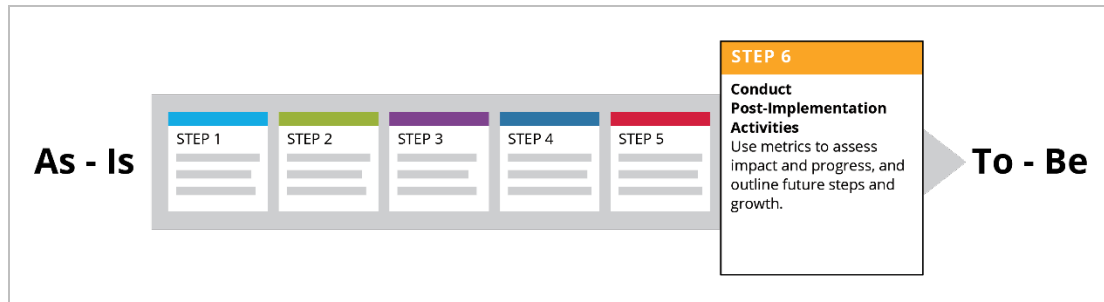 As - Is
STEP 1
STEP 2
STEP 3
STEP 4
STEP 5
STEP 6
Conduct
Post-Implementation
Activities
Use metrics to assess
impact and progress, and
outline future steps and
growth.
To - Be